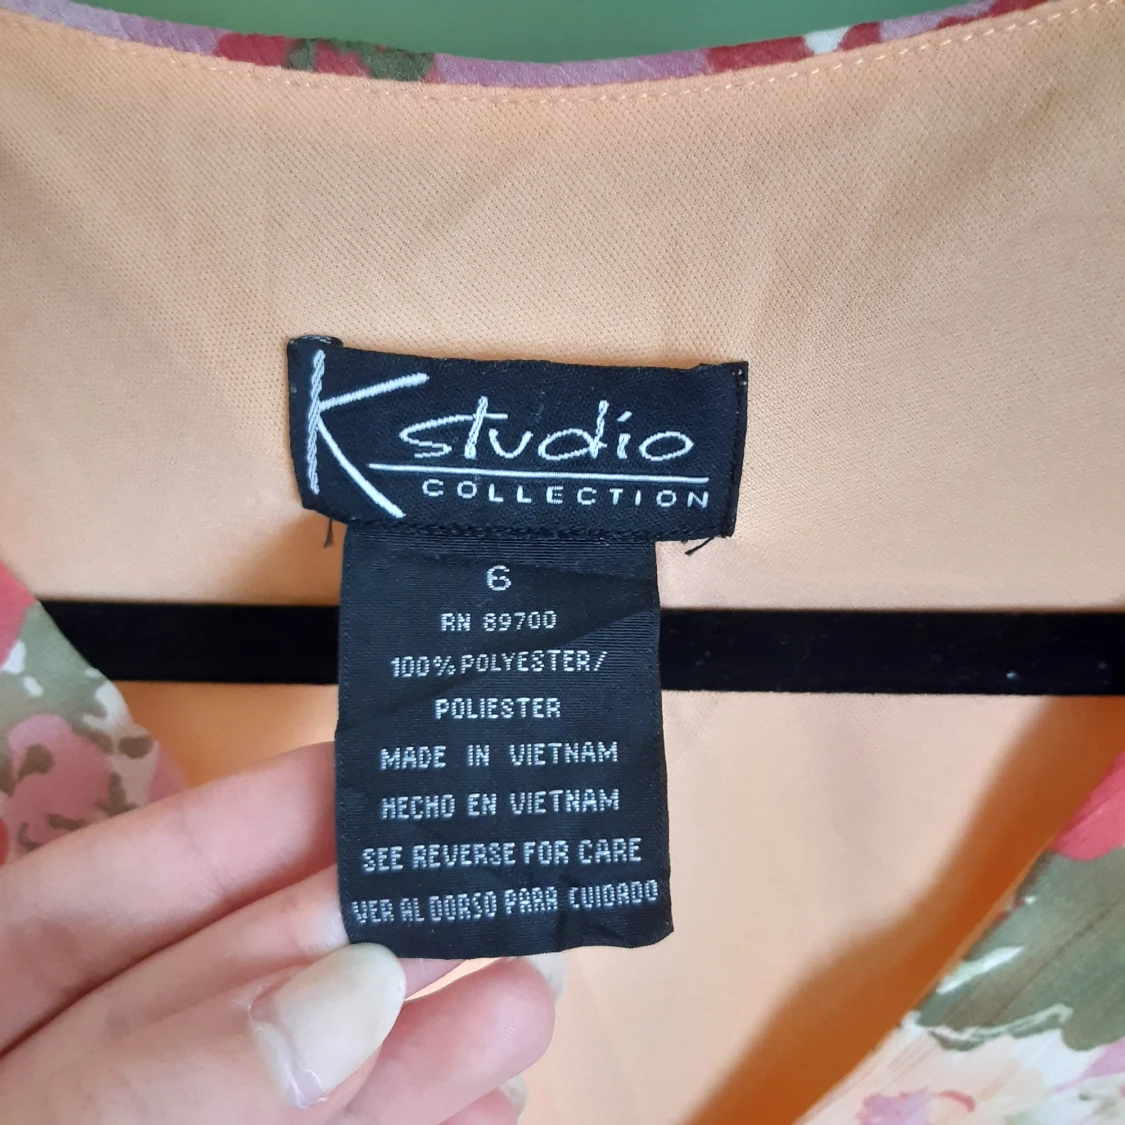 K studio
COLLECTION
6
RN 89700
100% POLYESTER/
POLIESTER
MADE IN VIETNAM
HECHO EN VIETNAM
SEE REVERSE FOR CARE
VER AL DORSO PARA CUIDADO